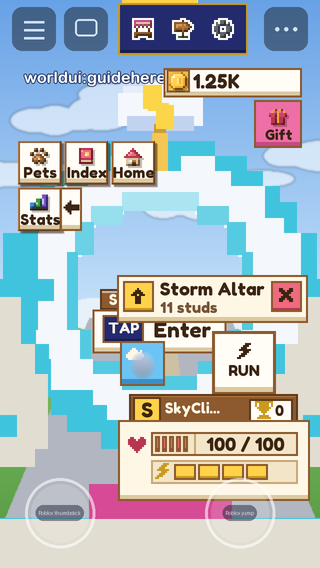 worldui:guidehere
1.25K
Gift
Pets
Index
Home
Stats
Storm Altar
11 studs
S
TAP
Enter
RUN
S
SkyCli...
0
100 / 100
Roblox thumbstick
Roblox jump